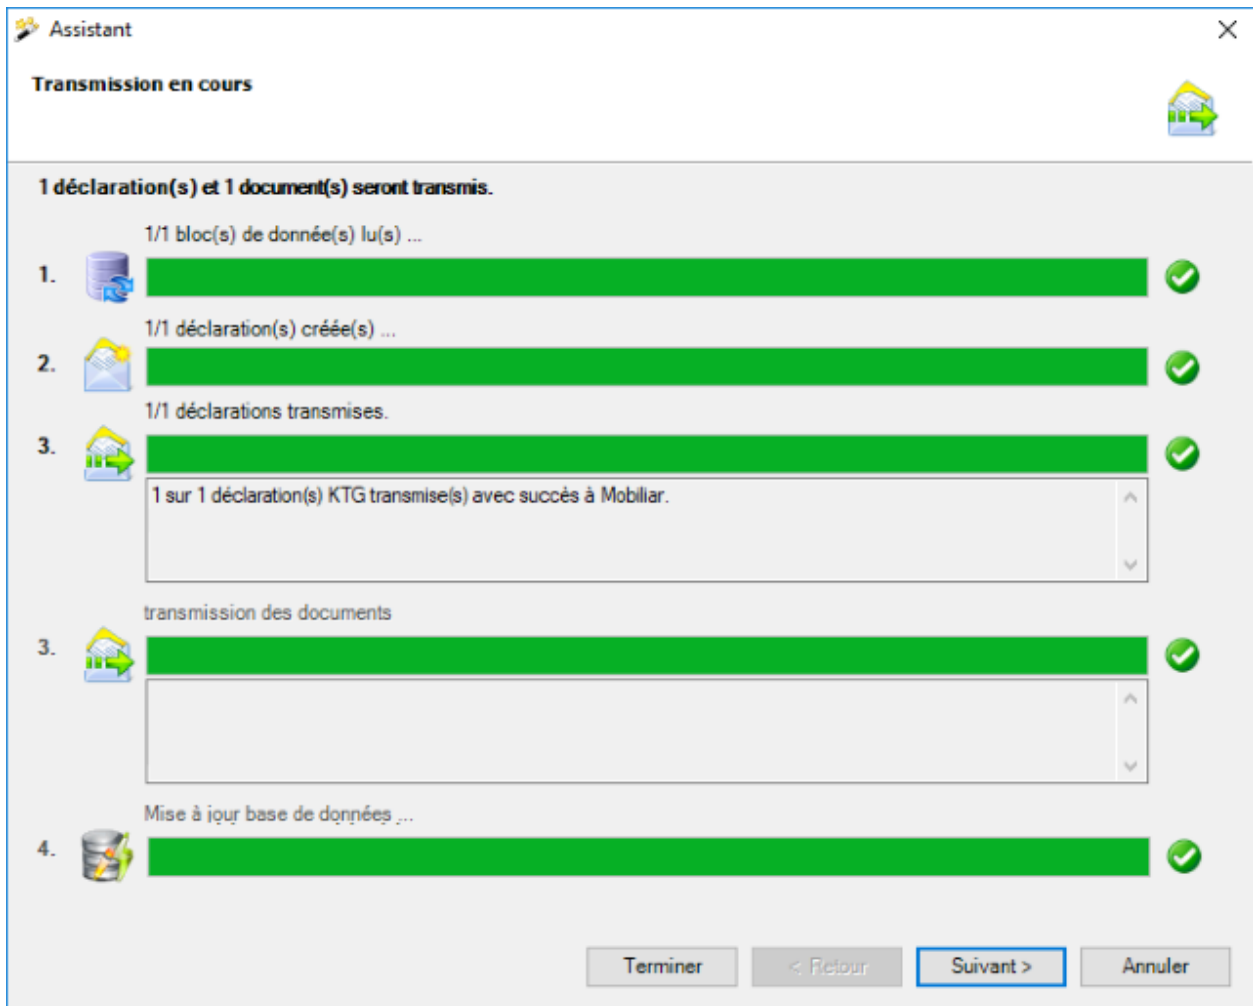 Assistant
Transmission en cours
1 déclaration(s) et 1 document(s) seront transmis.
1/1 bloc(s) de donnée(s) lu(s) ...
1.
1/1 déclaration(s) créée(s) ...
2.
1/1 déclarations transmises.
3.
1 sur 1 déclaration(s) KTG transmise(s) avec succès à Mobiliar.
transmission des documents
3.
Mise à jour base de données ...
4.
Terminer
< Retour
Suivant >
Annuler